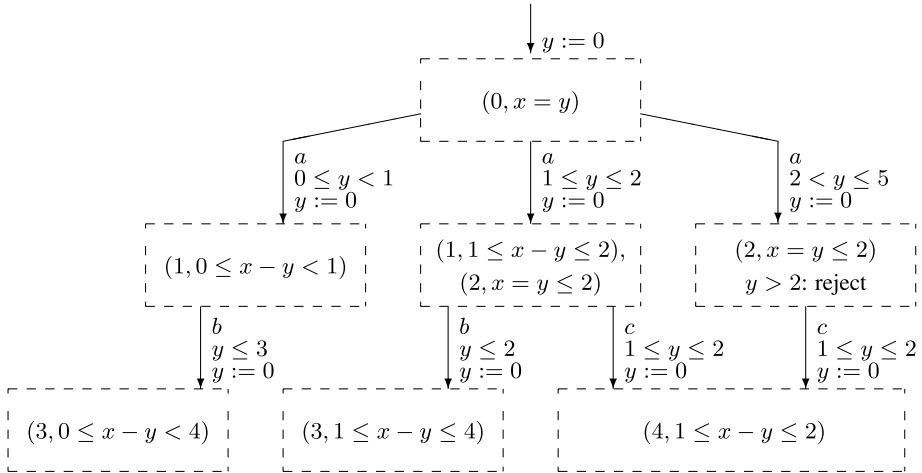 y := 0
(0, x = y)
a
0 ≤ y < 1
y := 0
a
1 ≤ y ≤ 2
y := 0
a
2 < y ≤ 5
y := 0
(1, 0 ≤ x − y < 1)
(1, 1 ≤ x − y ≤ 2),
(2, x = y ≤ 2)
(2, x = y ≤ 2)
y > 2: reject
b
y ≤ 3
y := 0
b
y ≤ 2
y := 0
c
1 ≤ y ≤ 2
y := 0
c
1 ≤ y ≤ 2
y := 0
(3, 0 ≤ x − y < 4)
(3, 1 ≤ x − y ≤ 4)
(4, 1 ≤ x − y ≤ 2)